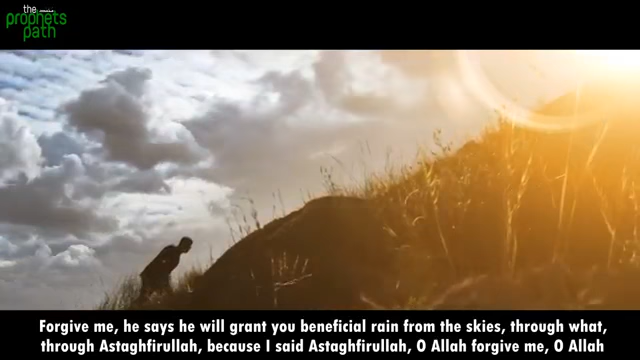 the
prophets
path
Forgive me, he says he will grant you beneficial rain from the skies, through what,
through Astaghfirullah, because I said Astaghfirullah, O Allah forgive me, O Allah